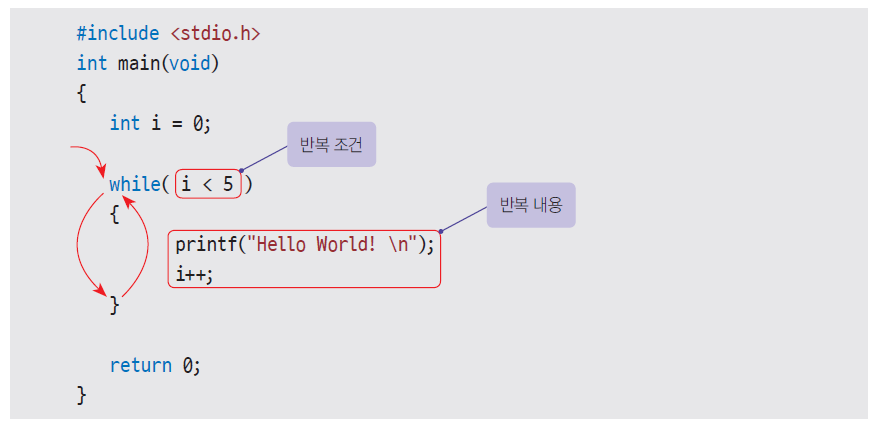 #include <stdio.h>
int main(void)
{
int i = 0;
반복 조건
while( i < 5 )
반복 내용
{
printf("Hello World! \n");
i++;
}
return 0;
}